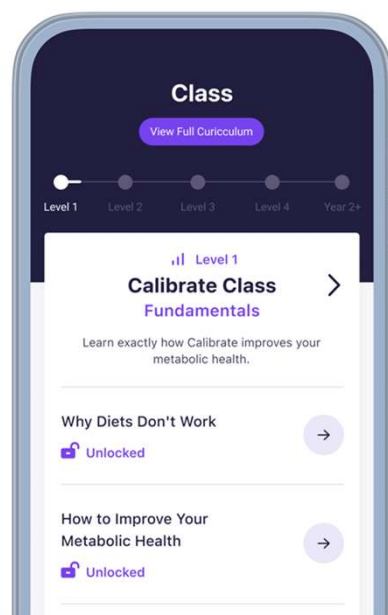 Class
View Full Curicculum
Level 1 Level 2 Level 3 Level 4 Year 2+
Level 1
Calibrate Class
Fundamentals
Learn exactly how Calibrate improves your
metabolic health.
Why Diets Don't Work
Unlocked
How to Improve Your
Metabolic Health
Unlocked